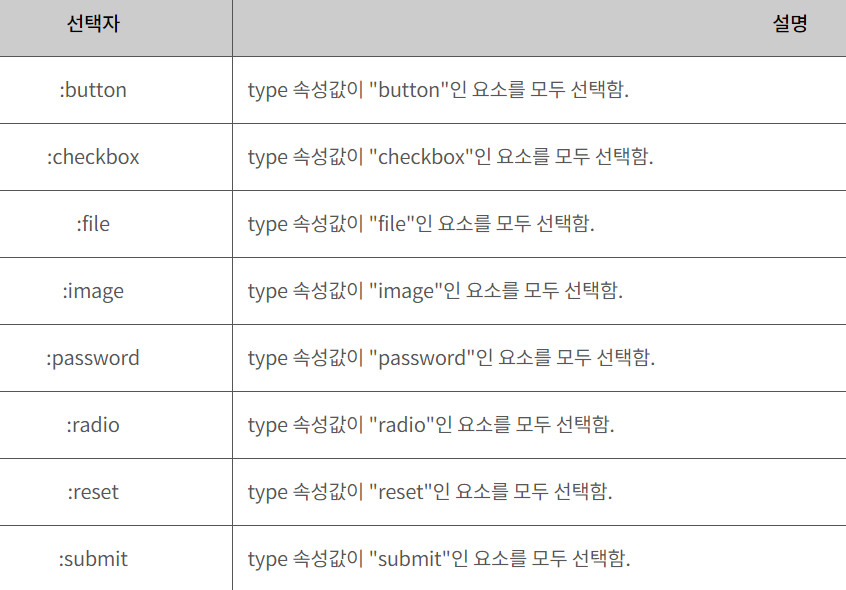 선택자 설명
:button type 속성값이 "button"인 요소를 모두 선택함.
:checkbox type 속성값이 "checkbox"인 요소를 모두 선택함.
:file type 속성값이 "file"인 요소를 모두 선택함.
:image type 속성값이 "image"인 요소를 모두 선택함.
:password type 속성값이 "password"인 요소를 모두 선택함.
:radio type 속성값이 "radio"인 요소를 모두 선택함.
:reset type 속성값이 "reset"인 요소를 모두 선택함.
:submit type 속성값이 "submit"인 요소를 모두 선택함.